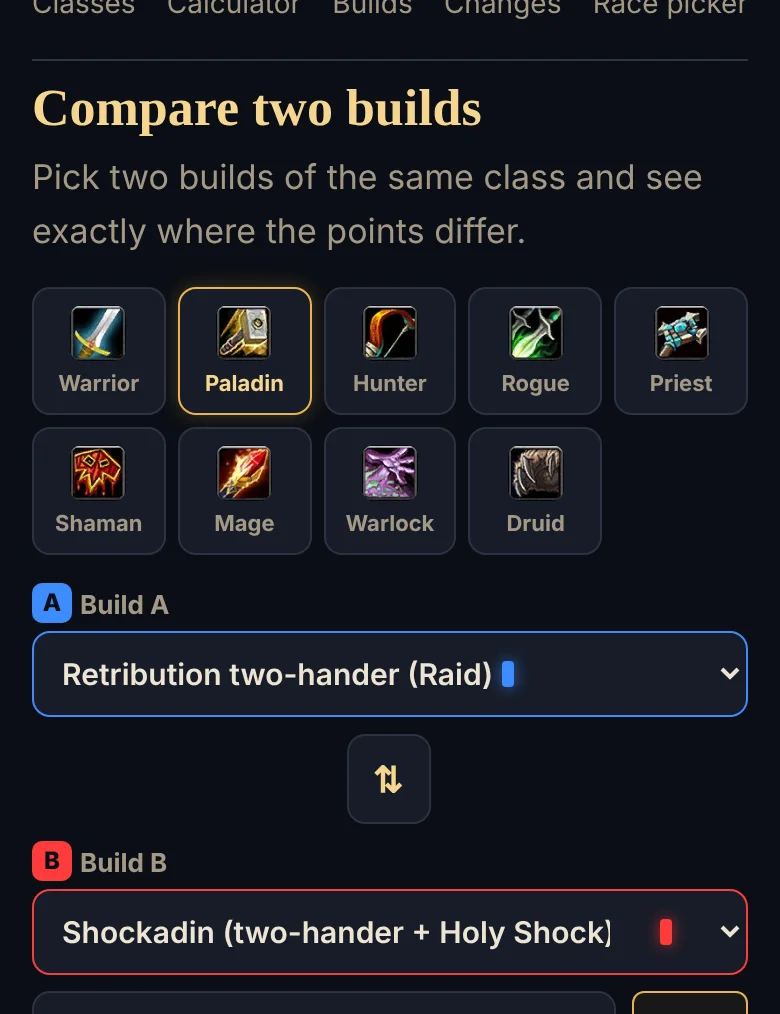 Classes Calculator Builds Changes Race picker
Compare two builds
Pick two builds of the same class and see
exactly where the points differ.
Warrior Paladin Hunter Rogue Priest
Shaman Mage Warlock Druid
A Build A
Retribution two-hander (Raid)
⇅
B Build B
Shockadin (two-hander + Holy Shock)